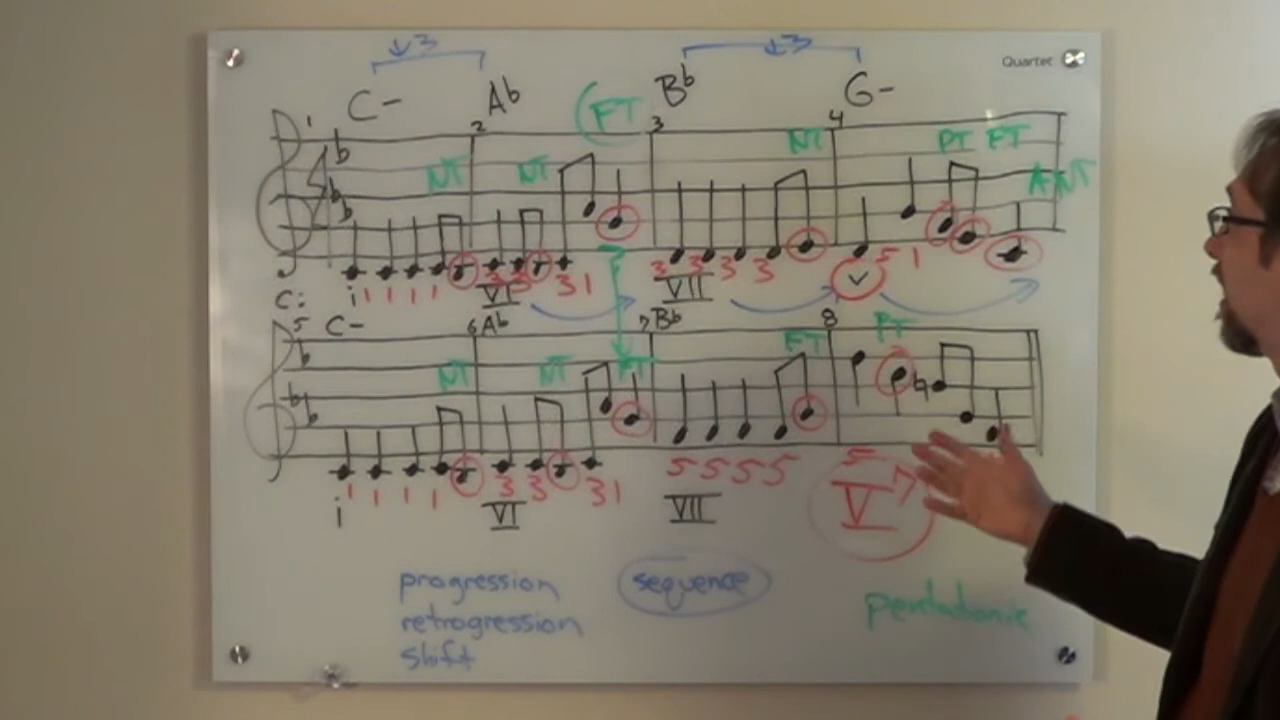 ↓3 ↓3
Quartet
C- Ab (FT Bb G-
1 2 3 4
NT NT NT PT FT
ANT
i 1 1 1 1 3 3 3 1 3 3 3 3 v 5 1
c: VI VII
5 C- 6 Ab 7 Bb 8 PT
NT NT FT FT
1 1 1 1 3 3 3 1 5 5 5 5 5
i VI VII V7
progression sequence
retrogression pentatonic
shift